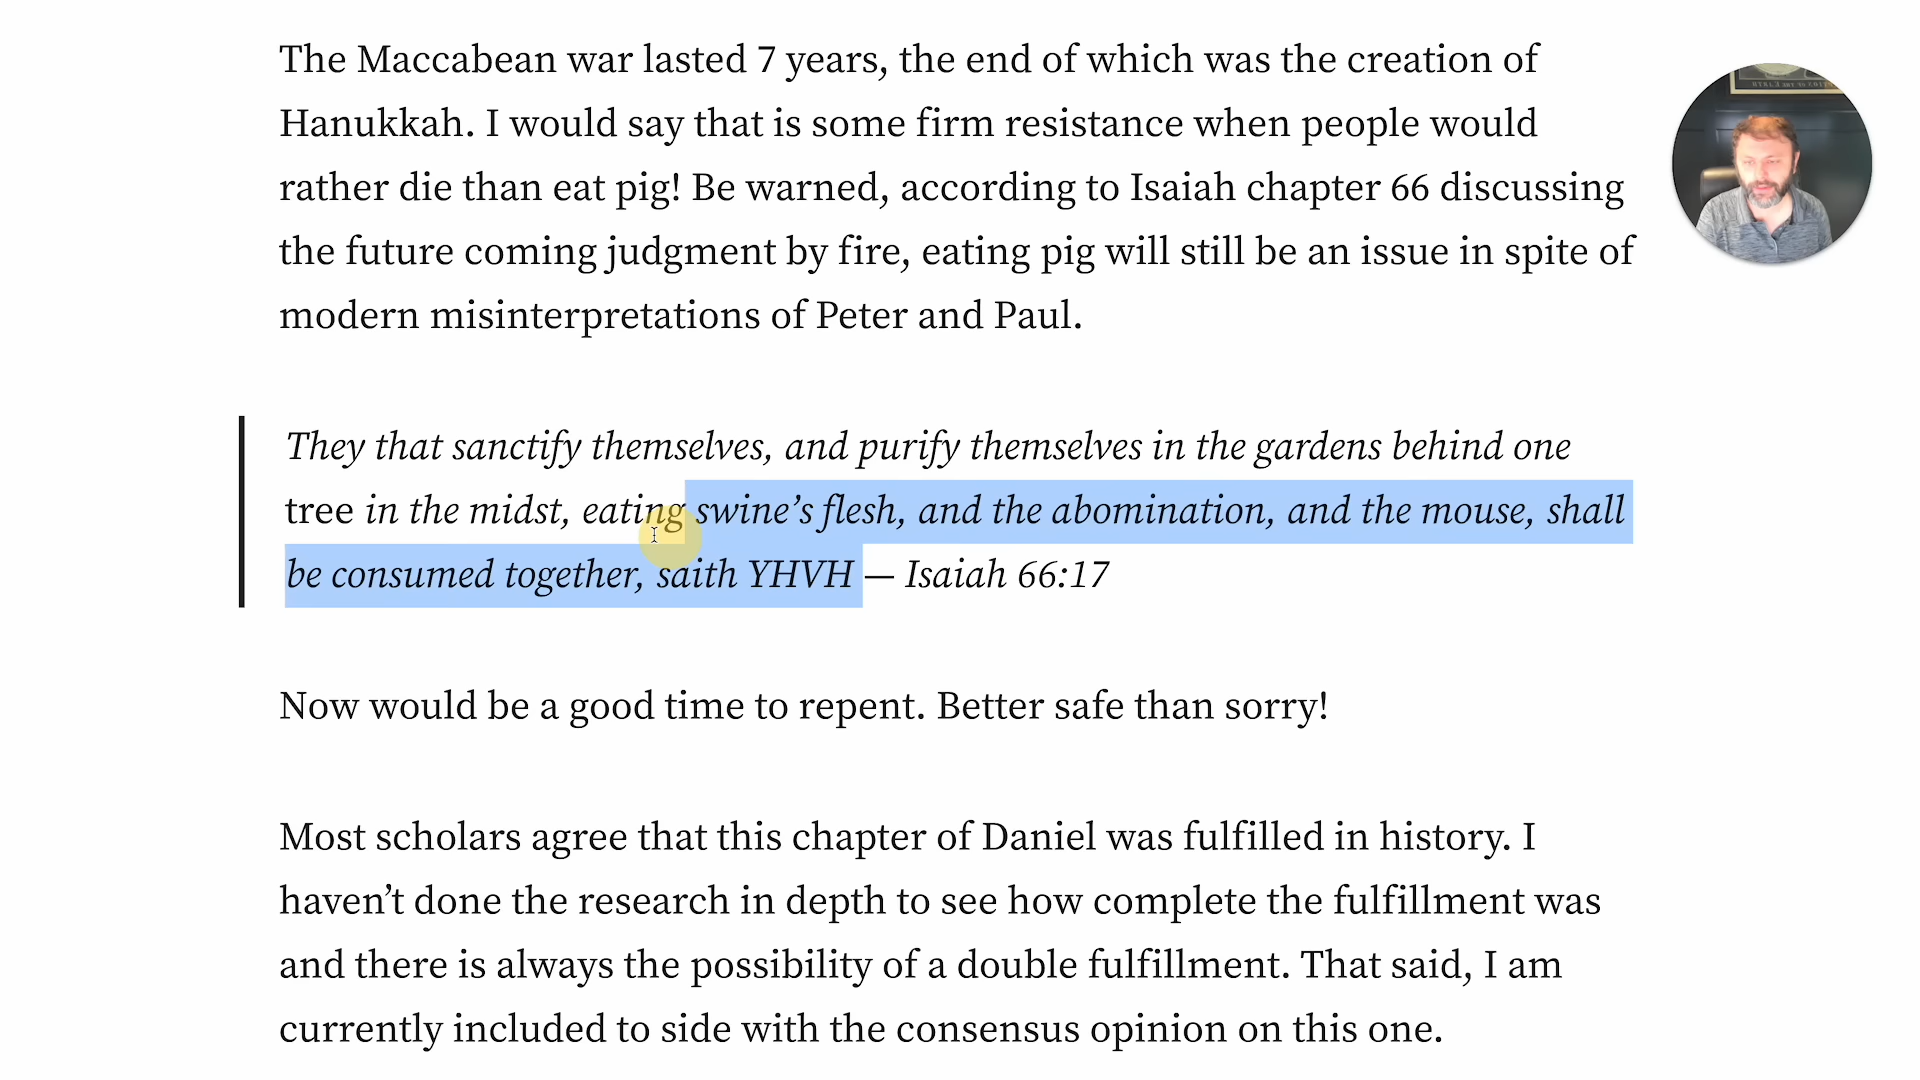 The Maccabean war lasted 7 years, the end of which was the creation of
Hanukkah. I would say that is some firm resistance when people would
rather die than eat pig! Be warned, according to Isaiah chapter 66 discussing
the future coming judgment by fire, eating pig will still be an issue in spite of
modern misinterpretations of Peter and Paul.
They that sanctify themselves, and purify themselves in the gardens behind one
tree in the midst, eating swine’s flesh, and the abomination, and the mouse, shall
be consumed together, saith YHVH — Isaiah 66:17
Now would be a good time to repent. Better safe than sorry!
Most scholars agree that this chapter of Daniel was fulfilled in history. I
haven’t done the research in depth to see how complete the fulfillment was
and there is always the possibility of a double fulfillment. That said, I am
currently included to side with the consensus opinion on this one.